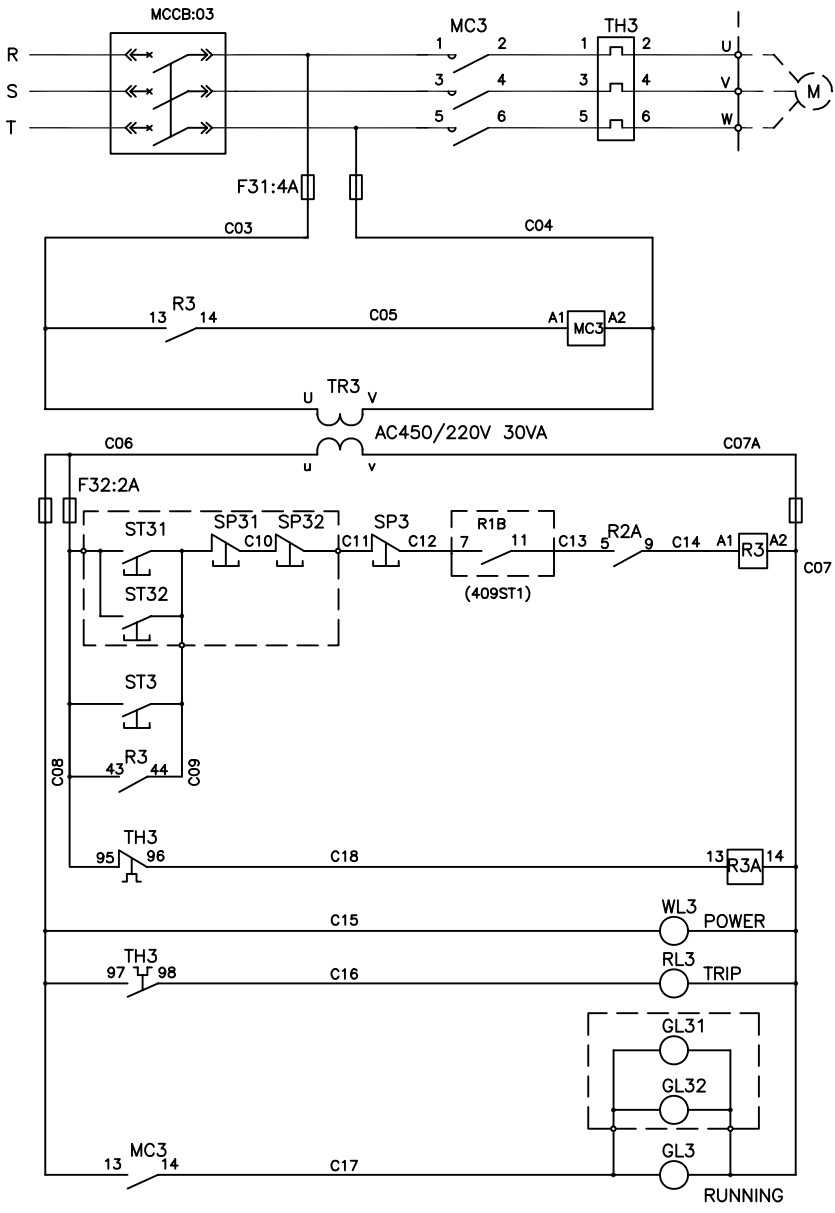 MCCB:03
MC3
TH3
R
1 2
1 2
U
S
3 4
3 4
V
M
T
5 6
5 6
W
F31:4A
C03
C04
R3
13 14
C05
A1 MC3 A2
TR3
U V
AC450/220V 30VA
C06
C07A
u v
F32:2A
ST31
SP31
SP32
SP3
R1B
R2A
C10
C11
C12
7 11
C13
5 9
C14
A1 R3 A2
C07
ST32
(409ST1)
ST3
R3
43 44
C08
C09
TH3
95 96
C18
13 R3A 14
WL3
C15
POWER
TH3
RL3
97 98
C16
TRIP
GL31
GL32
MC3
GL3
13 14
C17
RUNNING